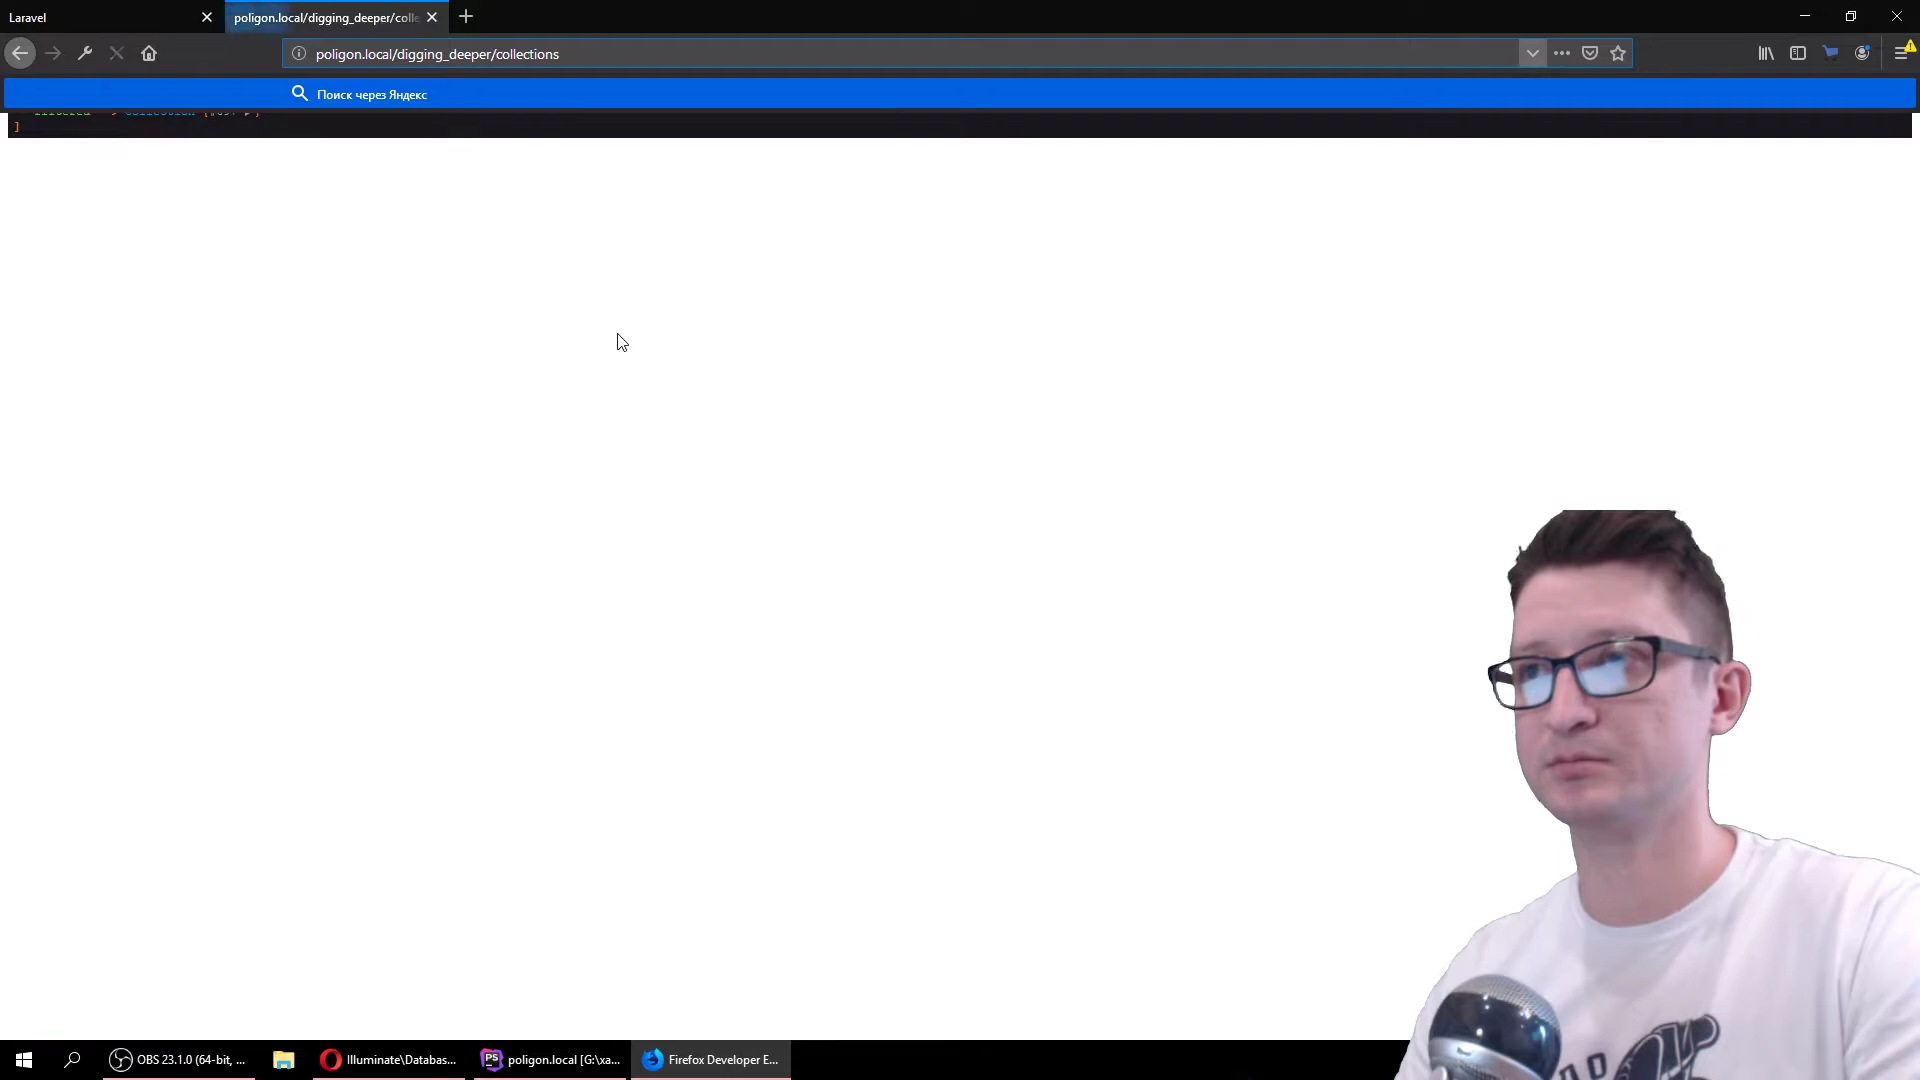 Laravel
poligon.local/digging_deeper/colle
poligon.local/digging_deeper/collections
Поиск через Яндекс
]
OBS 23.1.0 (64-bit, ...
Illuminate\Databas...
PS
poligon.local [G:\xa...
Firefox Developer E...